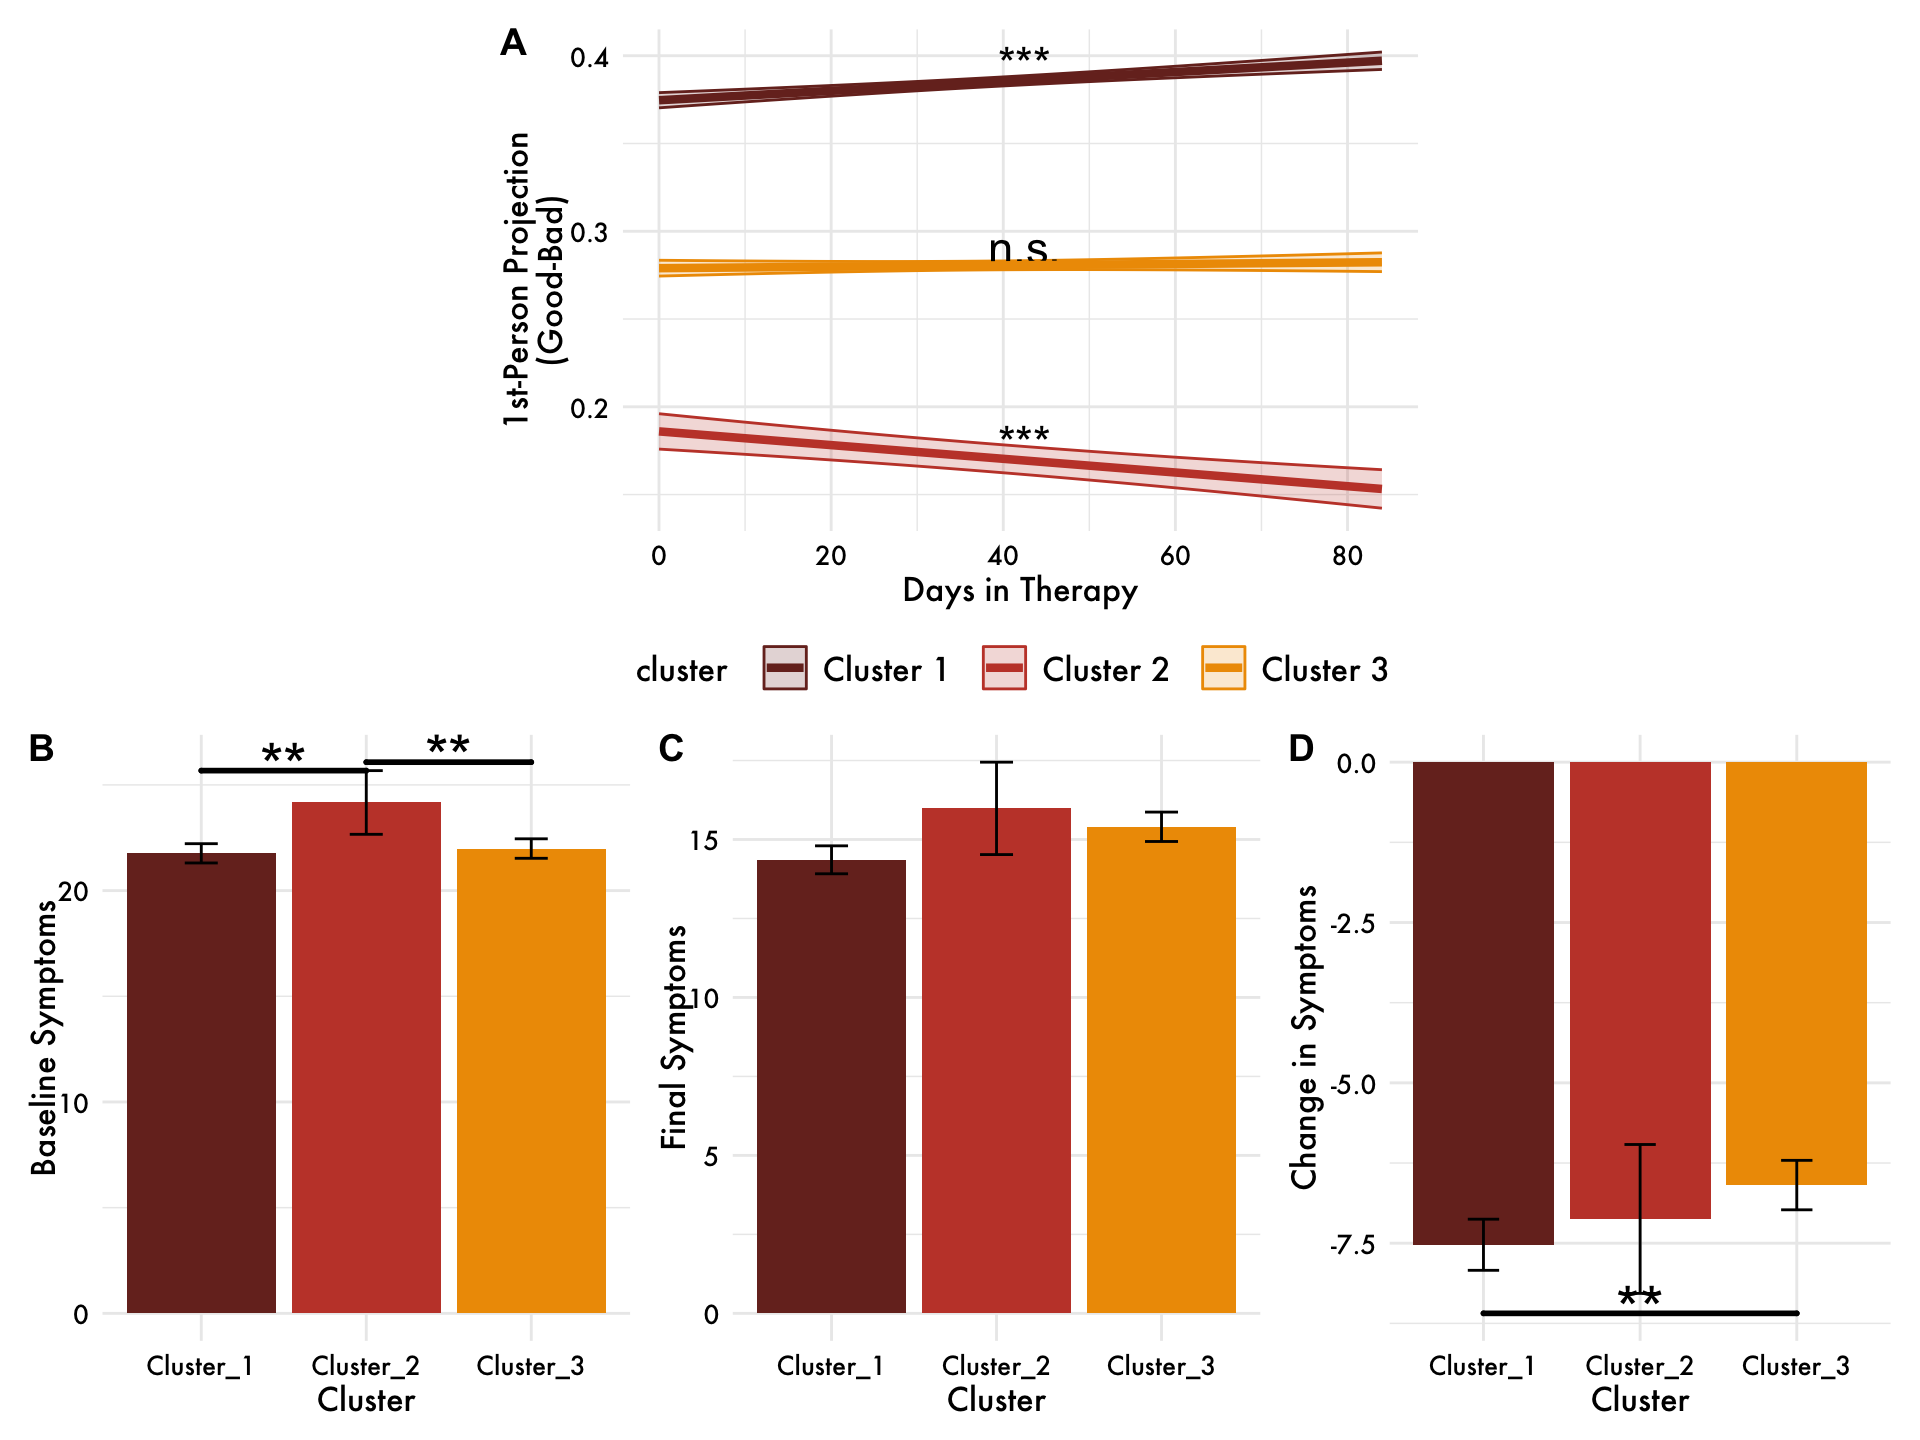 A
***
n.s.
***
0.4
0.3
0.2
1st-Person Projection
(Good-Bad)
0 20 40 60 80
Days in Therapy
cluster Cluster 1 Cluster 2 Cluster 3
B
** **
20
10
0
Baseline Symptoms
Cluster_1 Cluster_2 Cluster_3
Cluster
C
15
10
5
0
Final Symptoms
Cluster_1 Cluster_2 Cluster_3
Cluster
D
0.0
-2.5
-5.0
-7.5
Change in Symptoms
**
Cluster_1 Cluster_2 Cluster_3
Cluster